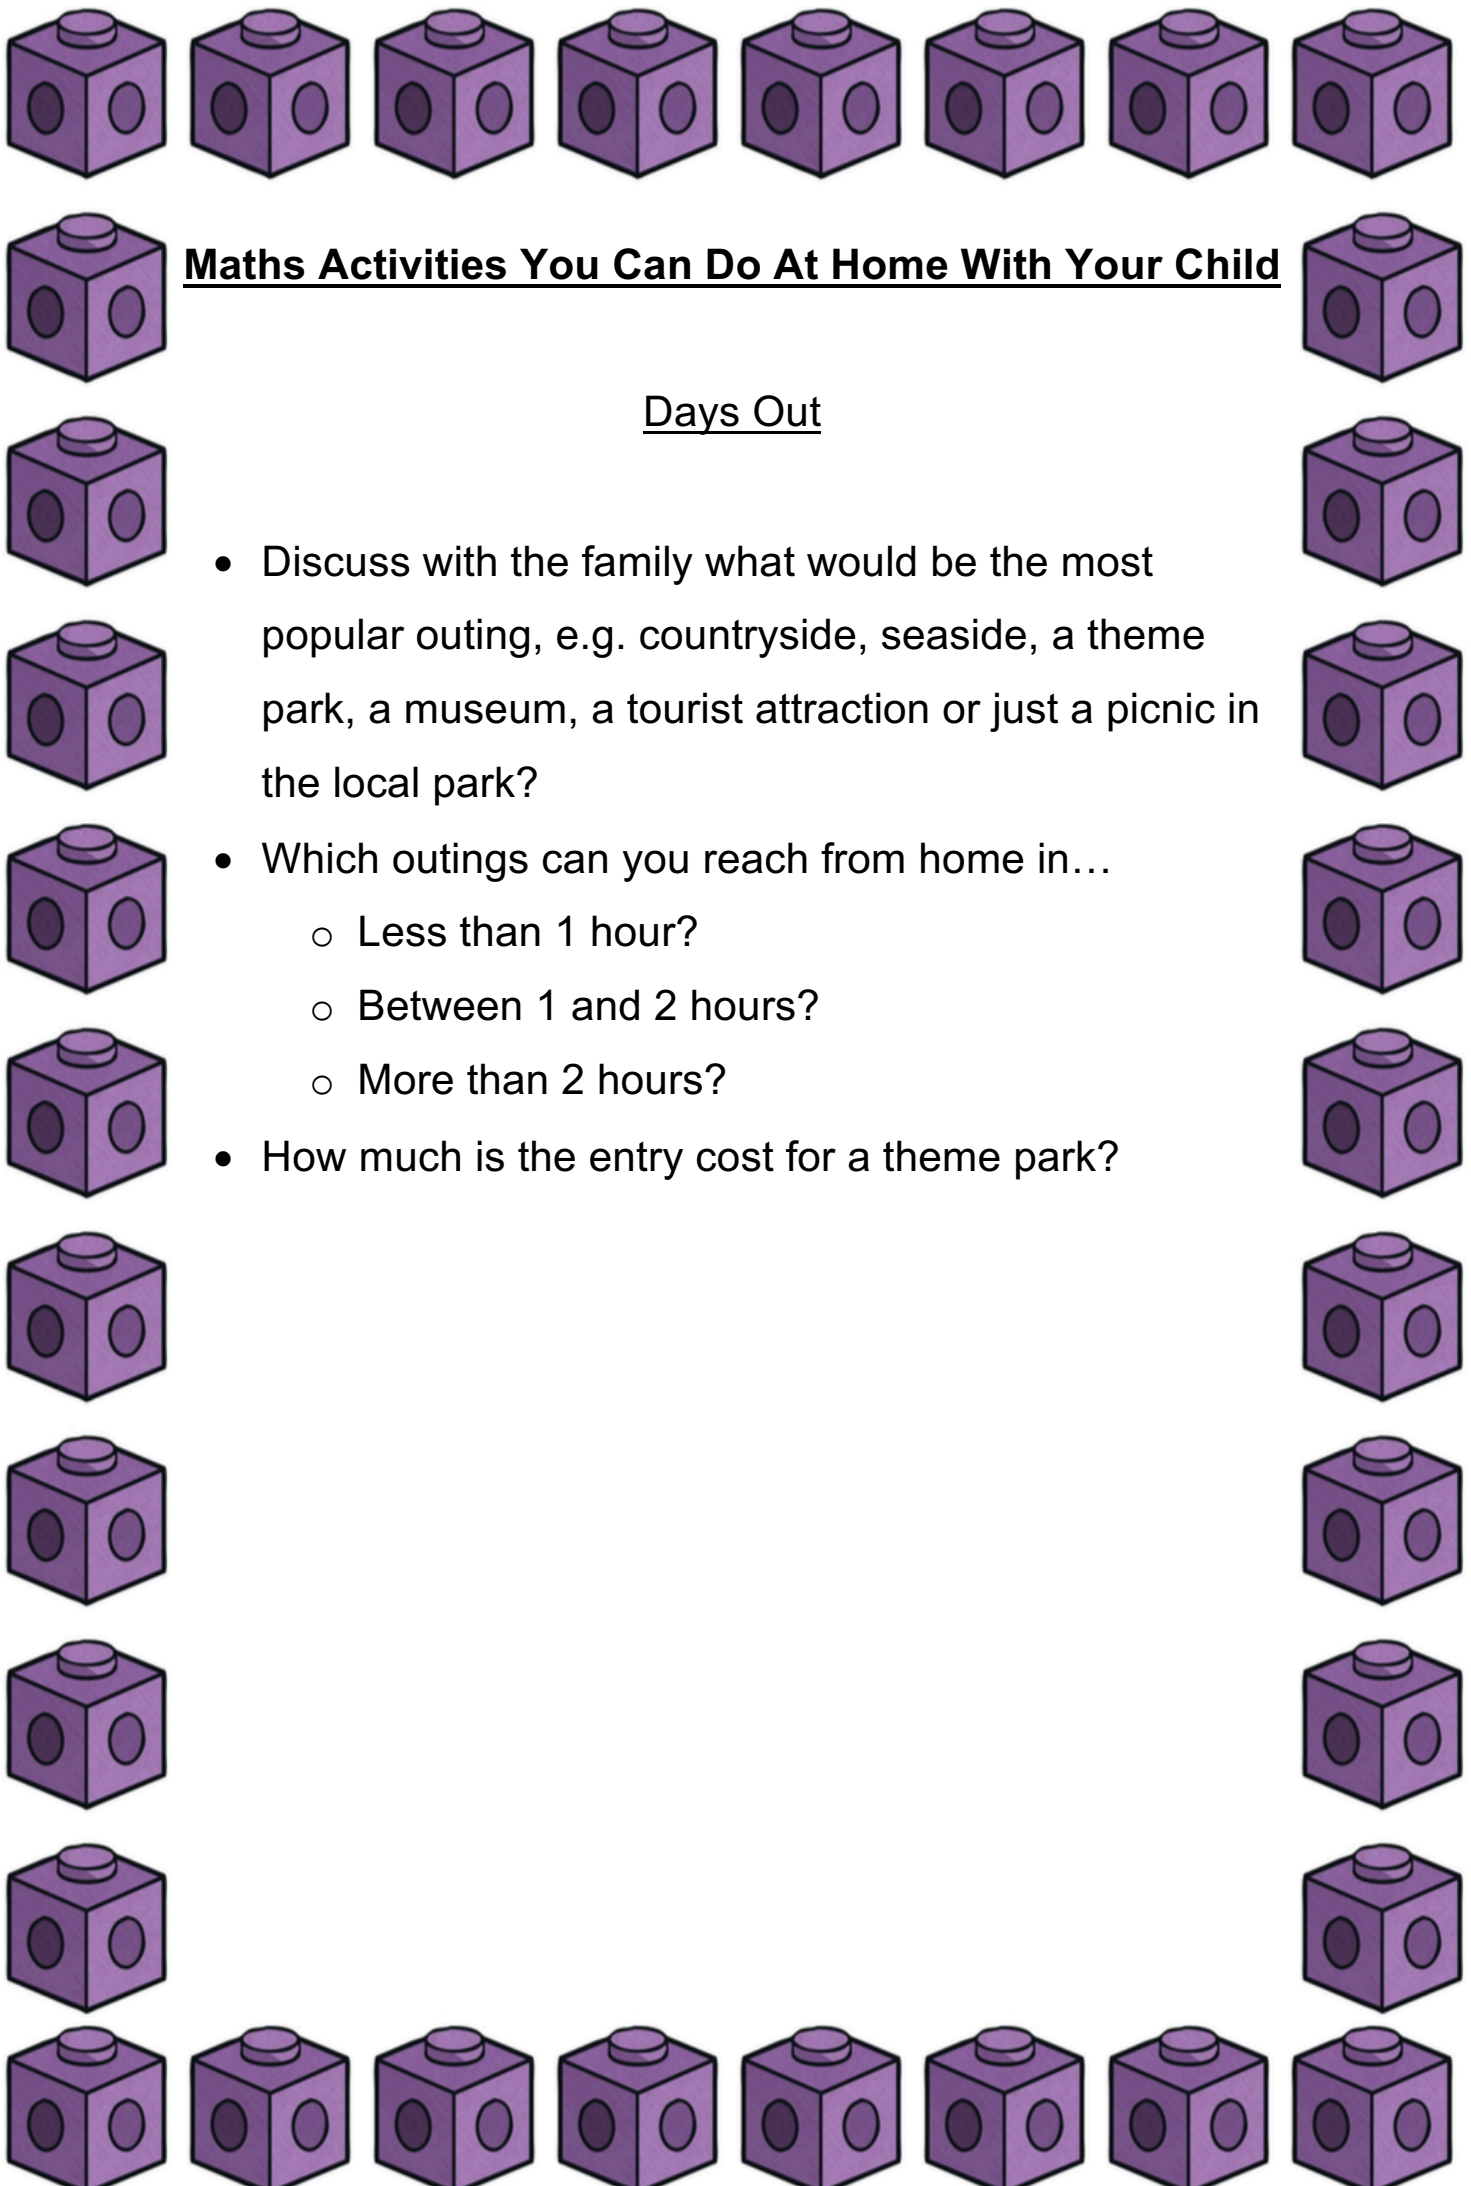 Maths Activities You Can Do At Home With Your Child
Days Out
• Discuss with the family what would be the most
popular outing, e.g. countryside, seaside, a theme
park, a museum, a tourist attraction or just a picnic in
the local park?
• Which outings can you reach from home in…
o Less than 1 hour?
o Between 1 and 2 hours?
o More than 2 hours?
• How much is the entry cost for a theme park?